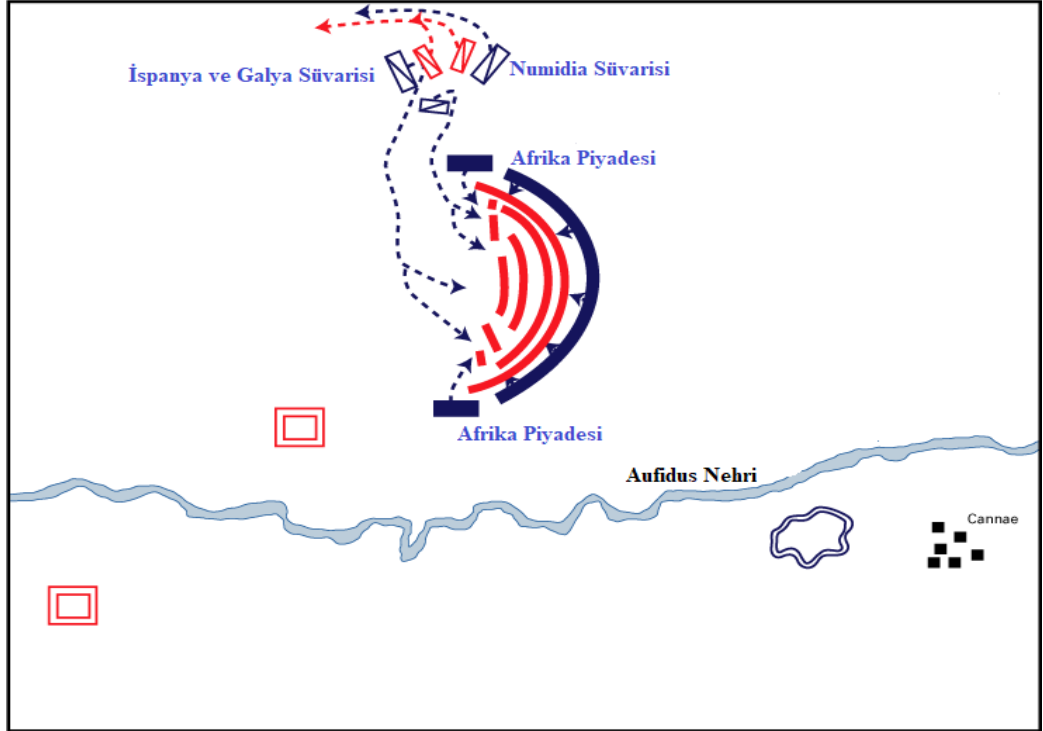 İspanya ve Galya Süvarisi
Numidia Süvarisi
Afrika Piyadesi
Afrika Piyadesi
Aufidus Nehri
Cannae